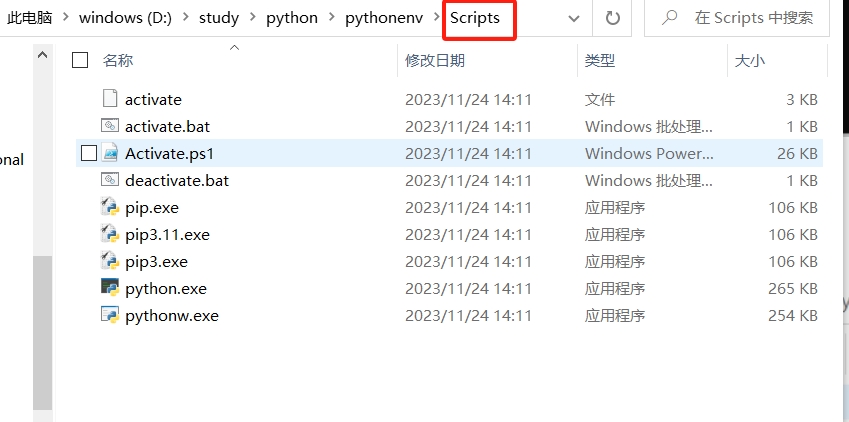 此电脑 > windows (D:) > study > python > pythonenv > Scripts 在 Scripts 中搜索
名称 修改日期 类型 大小
activate 2023/11/24 14:11 文件 3 KB
activate.bat 2023/11/24 14:11 Windows 批处理... 1 KB
onal
Activate.ps1 2023/11/24 14:11 Windows Power... 26 KB
deactivate.bat 2023/11/24 14:11 Windows 批处理... 1 KB
pip.exe 2023/11/24 14:11 应用程序 106 KB
pip3.11.exe 2023/11/24 14:11 应用程序 106 KB
pip3.exe 2023/11/24 14:11 应用程序 106 KB
python.exe 2023/11/24 14:11 应用程序 265 KB
pythonw.exe 2023/11/24 14:11 应用程序 254 KB